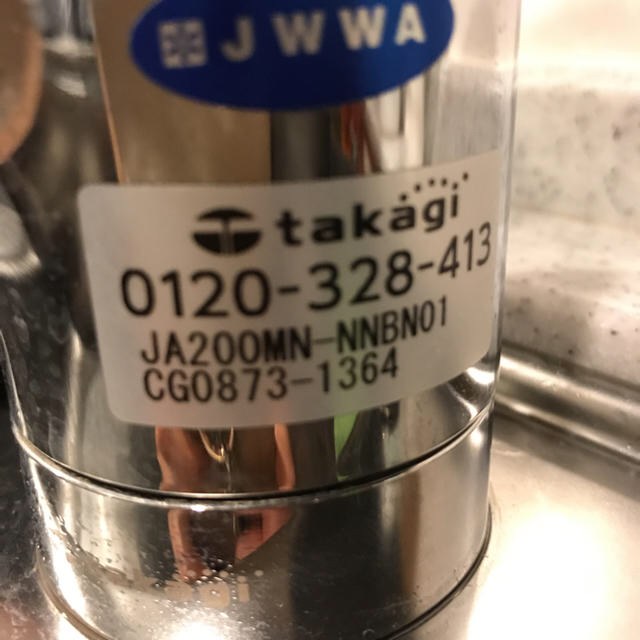 JWWA
takagi
0120-328-413
JA200MN-NNBN01
CG0873-1364